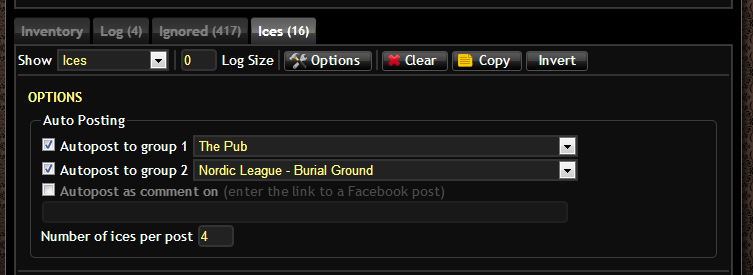 Inventory Log (4) Ignored (417) Ices (16)
Show Ices 0 Log Size Options Clear Copy Invert
OPTIONS
Auto Posting
Autopost to group 1 The Pub
Autopost to group 2 Nordic League - Burial Ground
Autopost as comment on (enter the link to a Facebook post)
Number of ices per post 4